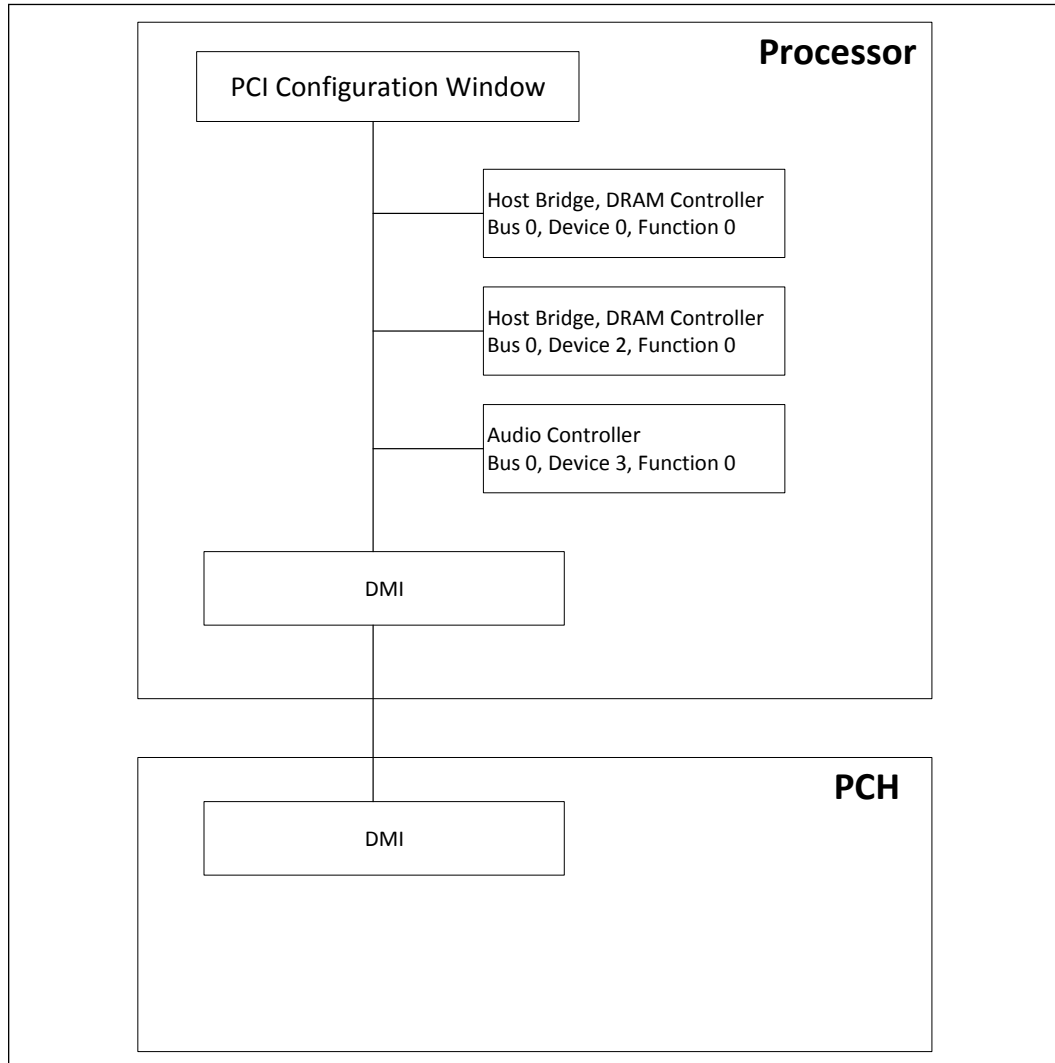 Processor
PCI Configuration Window
Host Bridge, DRAM Controller
Bus 0, Device 0, Function 0
Host Bridge, DRAM Controller
Bus 0, Device 2, Function 0
Audio Controller
Bus 0, Device 3, Function 0
DMI
PCH
DMI